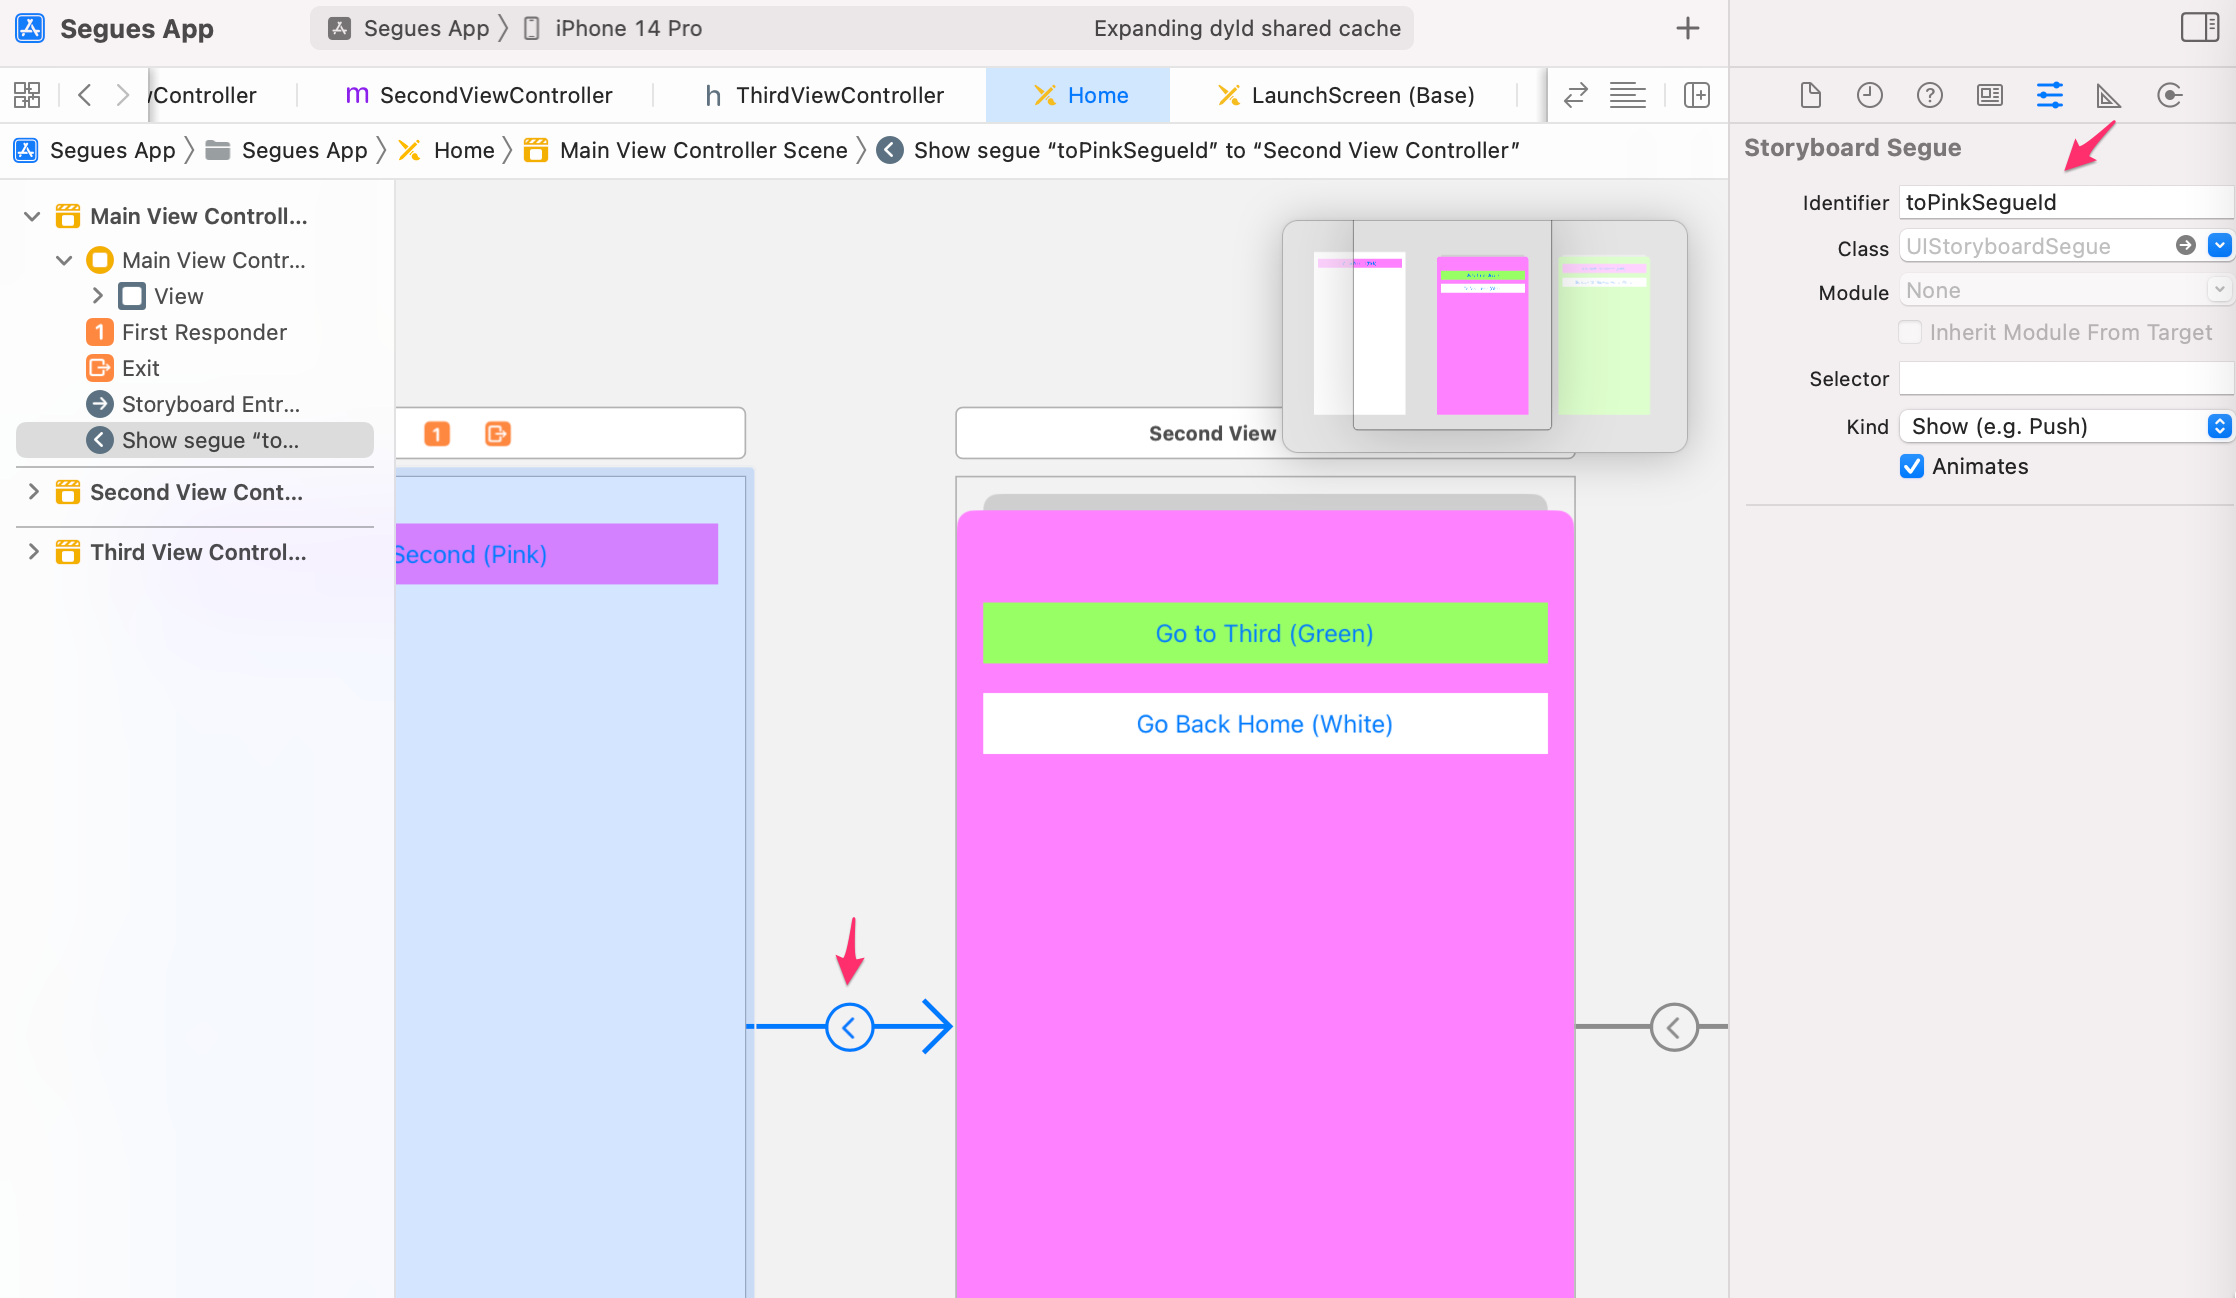 Segues App
Segues App
iPhone 14 Pro
Expanding dyld shared cache
Controller
m SecondViewController
h ThirdViewController
Home
LaunchScreen (Base)
Segues App
Segues App
Home
Main View Controller Scene
Show segue “toPinkSegueId” to “Second View Controller”
Main View Controll...
Main View Contr...
View
1 First Responder
Exit
Storyboard Entr...
Show segue “to...
Second View Cont...
Third View Control...
1
Second (Pink)
Second View
Go to Third (Green)
Go Back Home (White)
Storyboard Segue
Identifier toPinkSegueId
Class UIStoryboardSegue
Module None
Inherit Module From Target
Selector
Kind Show (e.g. Push)
Animates